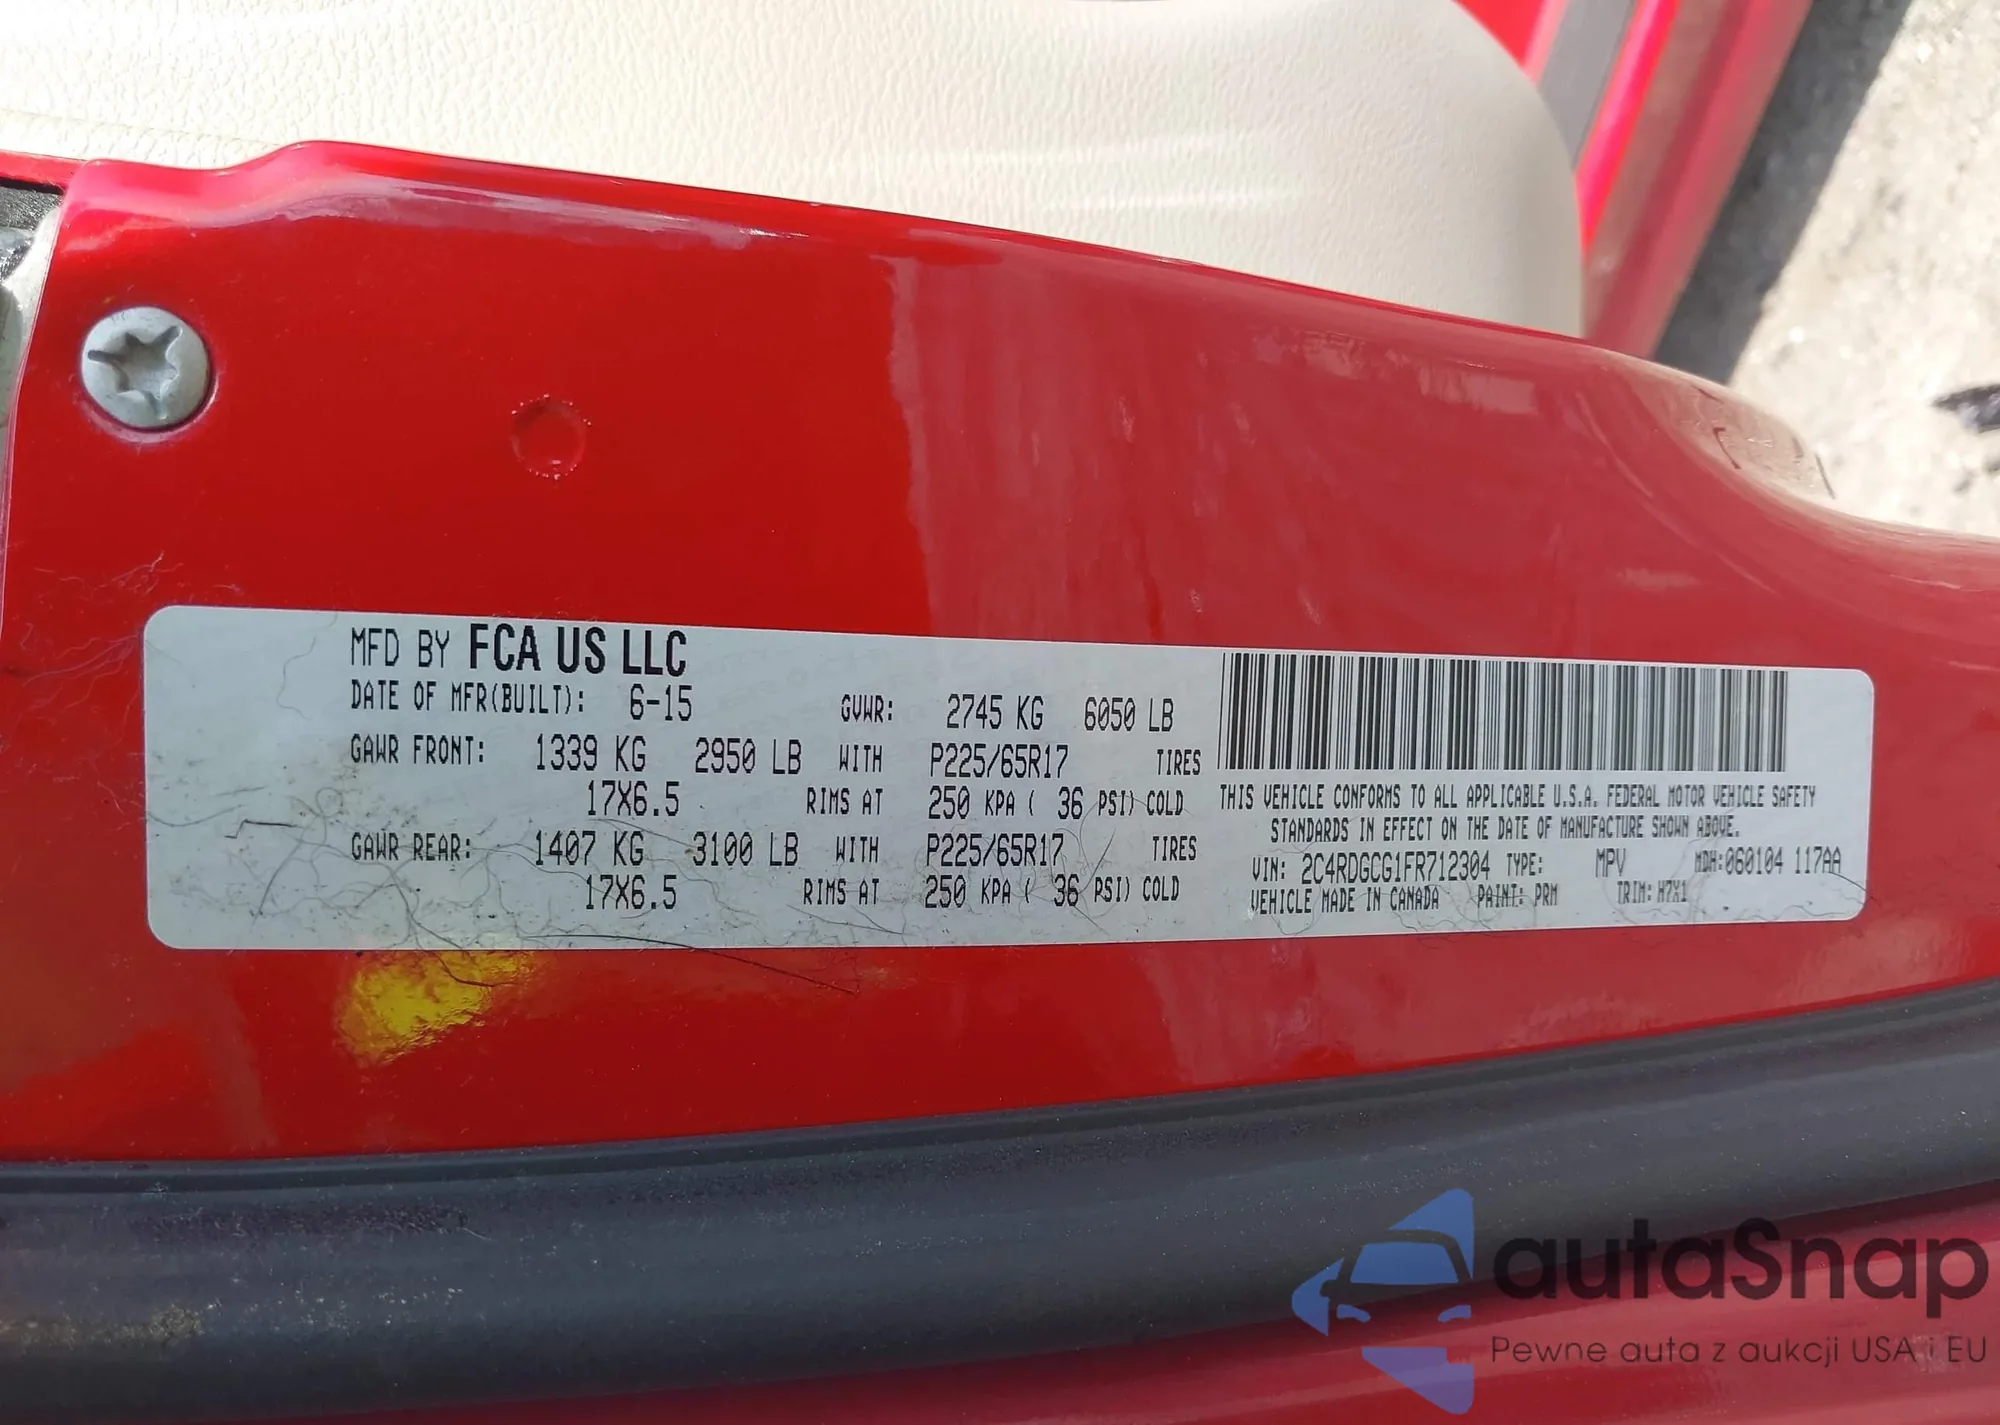 MFD BY FCA US LLC
DATE OF MFR(BUILT): 6-15 GVWR: 2745 KG 6050 LB
GAWR FRONT: 1339 KG 2950 LB WITH P225/65R17 TIRES
17X6.5 RIMS AT 250 KPA ( 36 PSI) COLD
GAWR REAR: 1407 KG 3100 LB WITH P225/65R17 TIRES
17X6.5 RIMS AT 250 KPA ( 36 PSI) COLD
THIS VEHICLE CONFORMS TO ALL APPLICABLE U.S.A. FEDERAL MOTOR VEHICLE SAFETY
STANDARDS IN EFFECT ON THE DATE OF MANUFACTURE SHOWN ABOVE.
VIN: 2C4RDGCG1FR712304 TYPE: MPV MDH:060104 117AA
VEHICLE MADE IN CANADA PAINT: PRM TRIM: H7X1
autaSnap
Pewne auta z aukcji USA i EU